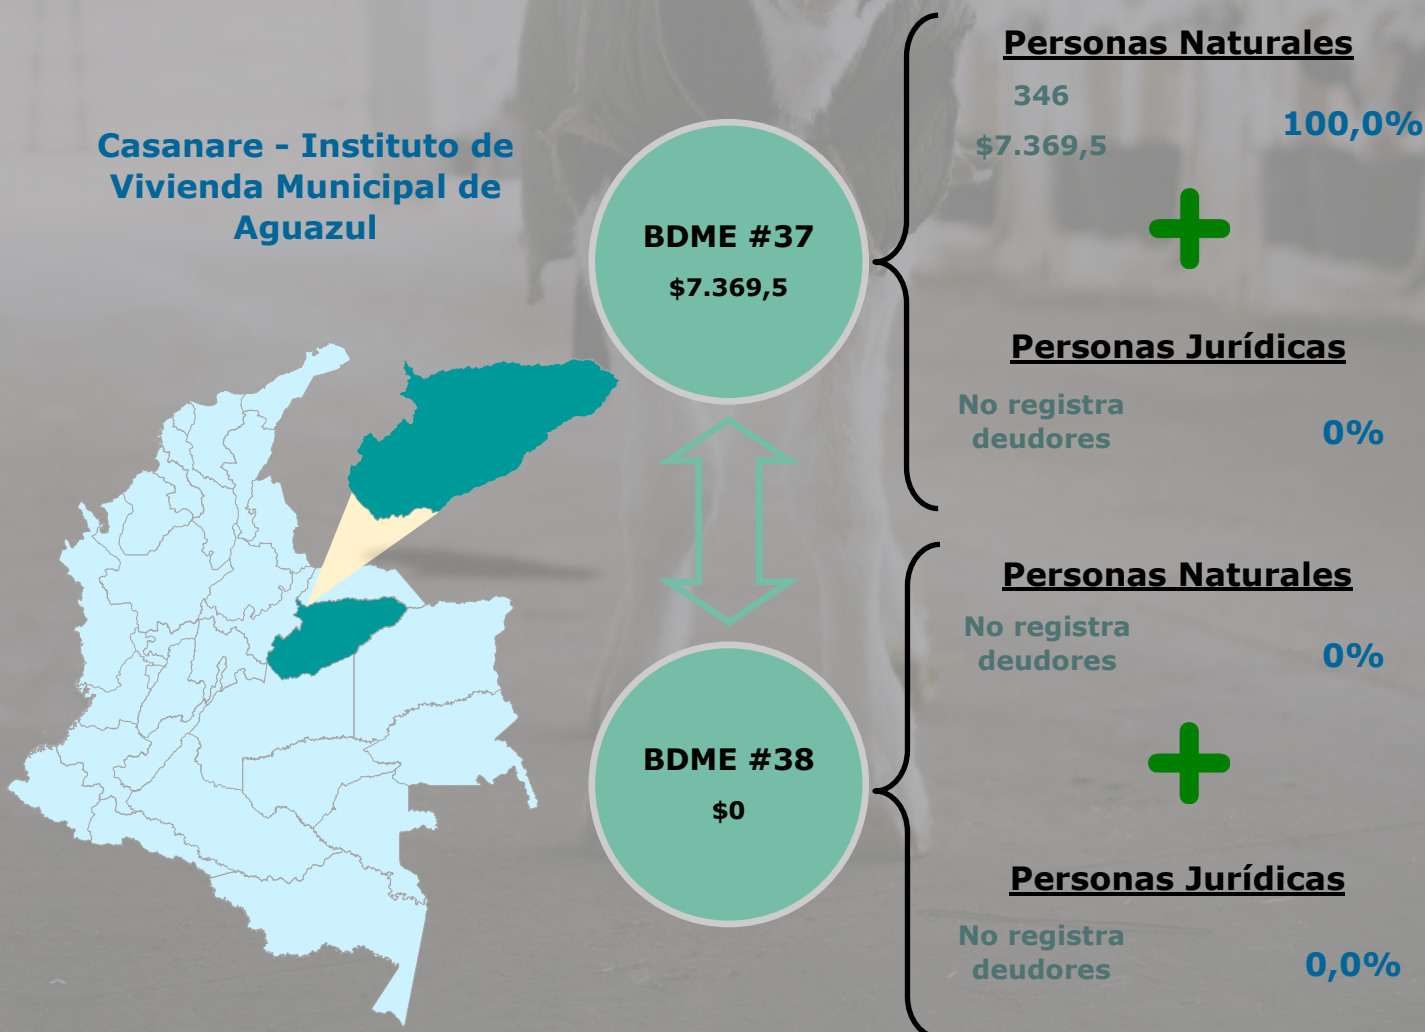 Casanare - Instituto de
Vivienda Municipal de
Aguazul
BDME #37
$7.369,5
Personas Naturales
346
$7.369,5
100,0%
Personas Jurídicas
No registra
deudores
0%
BDME #38
$0
Personas Naturales
No registra
deudores
0%
Personas Jurídicas
No registra
deudores
0,0%